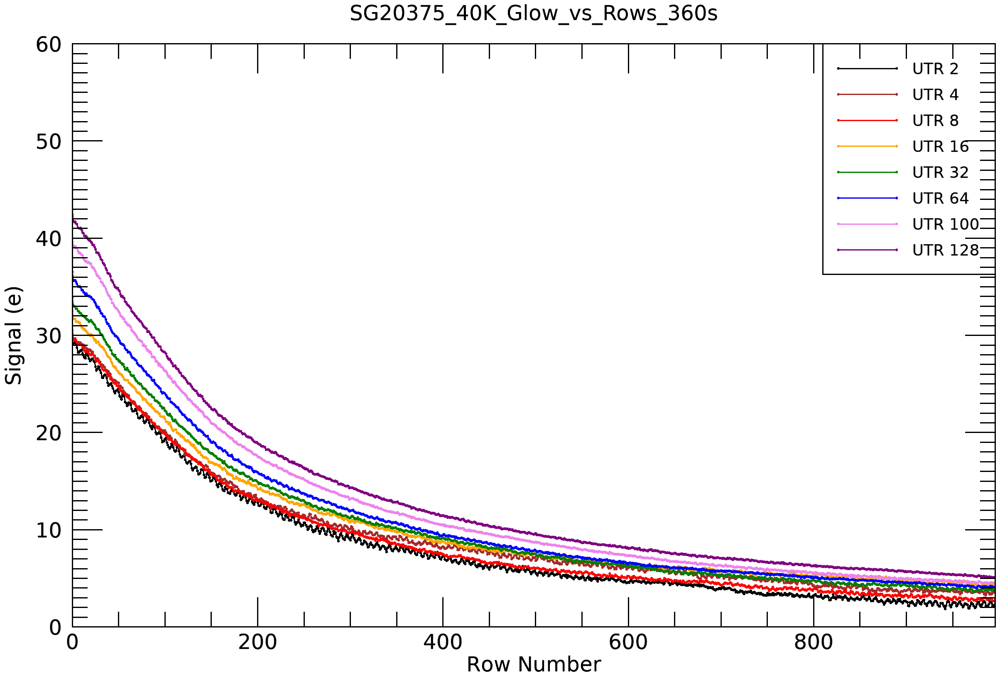 SG20375_40K_Glow_vs_Rows_360s
60
50
40
30
20
10
0
Signal (e)
UTR 2
UTR 4
UTR 8
UTR 16
UTR 32
UTR 64
UTR 100
UTR 128
0 200 400 600 800
Row Number